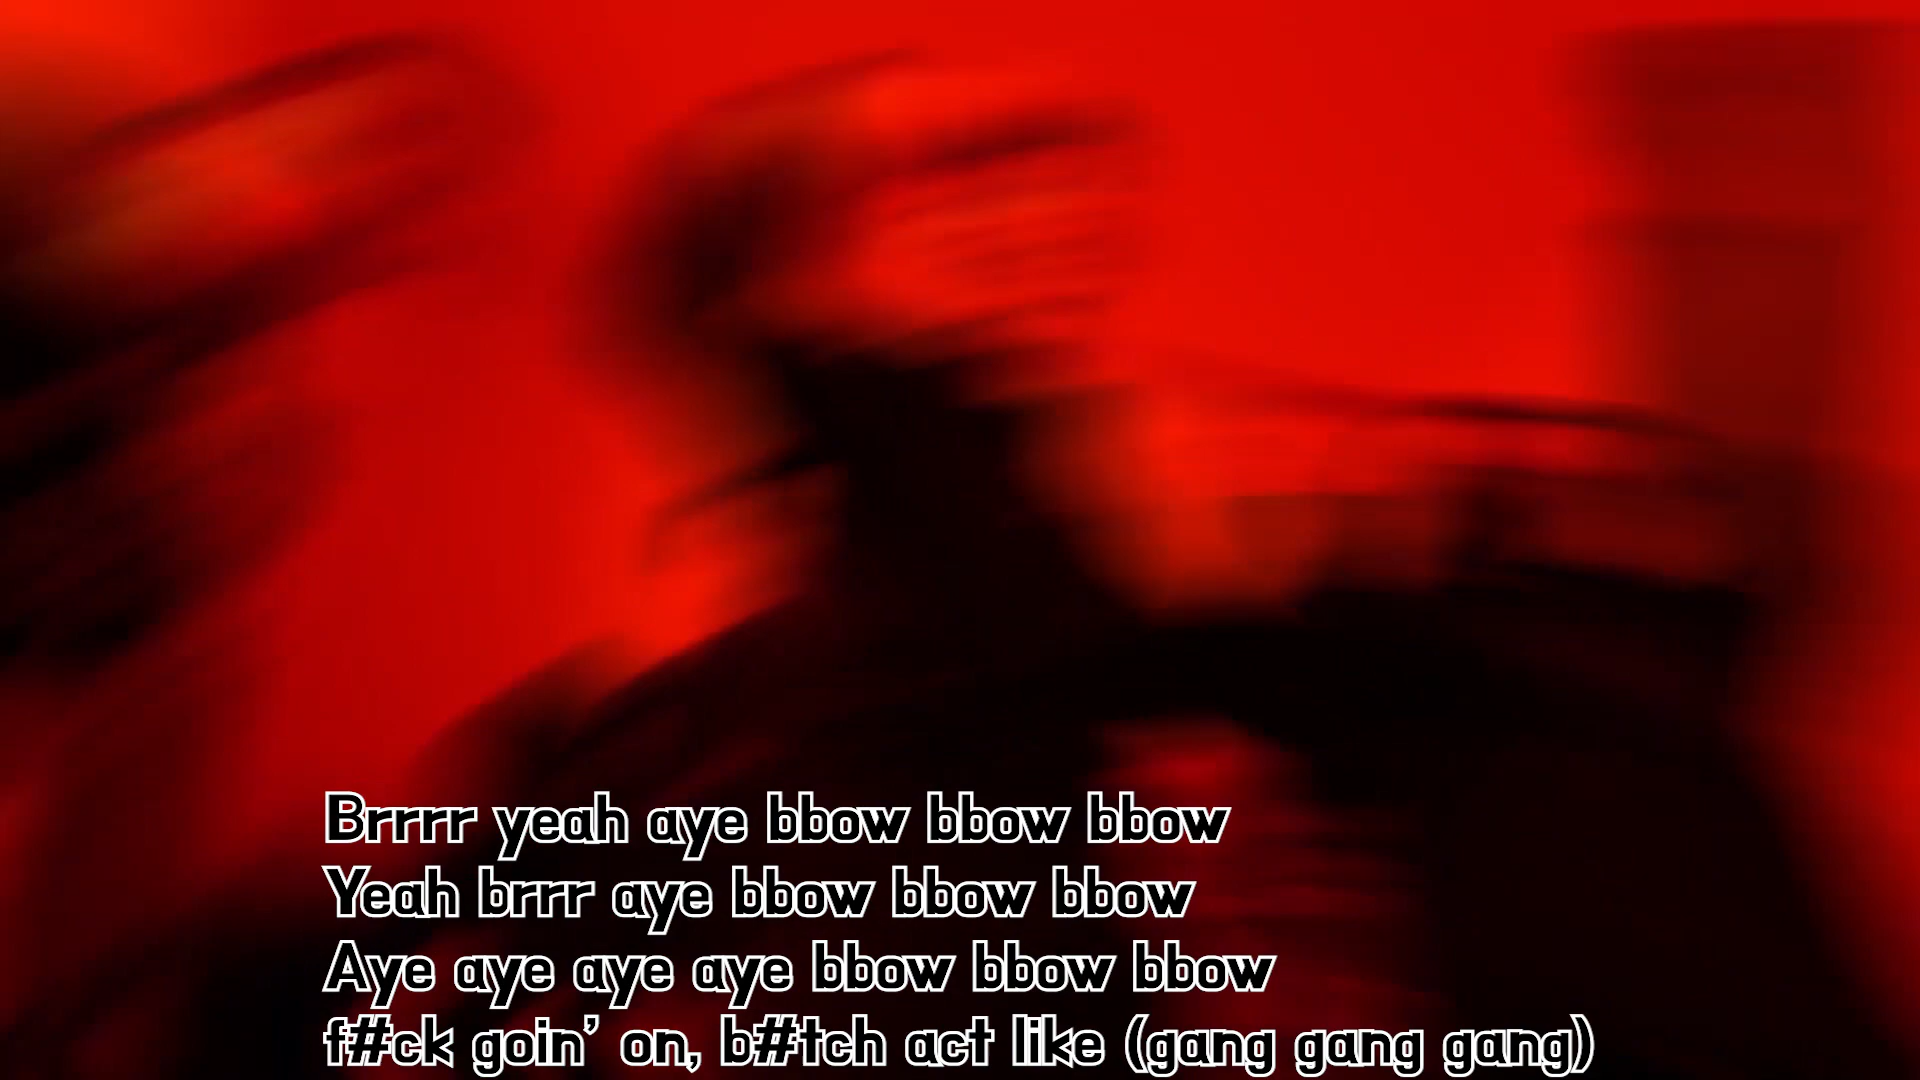 Brrrr yeah aye bbow bbow bbow
Yeah brrr aye bbow bbow bbow
Aye aye aye aye bbow bbow bbow
f#ck goin' on, b#tch act like (gang gang gang)